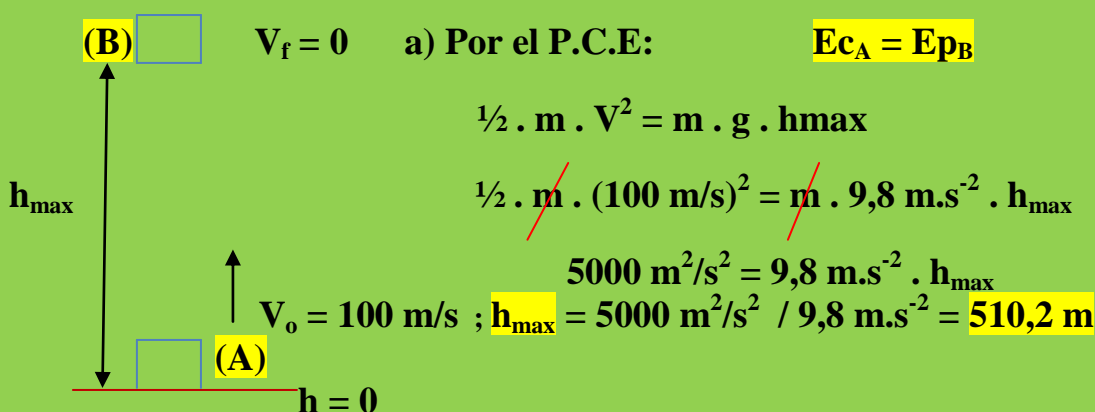 (B) V_f = 0 a) Por el P.C.E: Ec_A = Ep_B
½ . m . V² = m . g . hmax
h_max ½ . m . (100 m/s)² = m . 9,8 m.s⁻² . h_max
5000 m²/s² = 9,8 m.s⁻² . h_max
V_o = 100 m/s ; h_max = 5000 m²/s² / 9,8 m.s⁻² = 510,2 m
(A)
h = 0